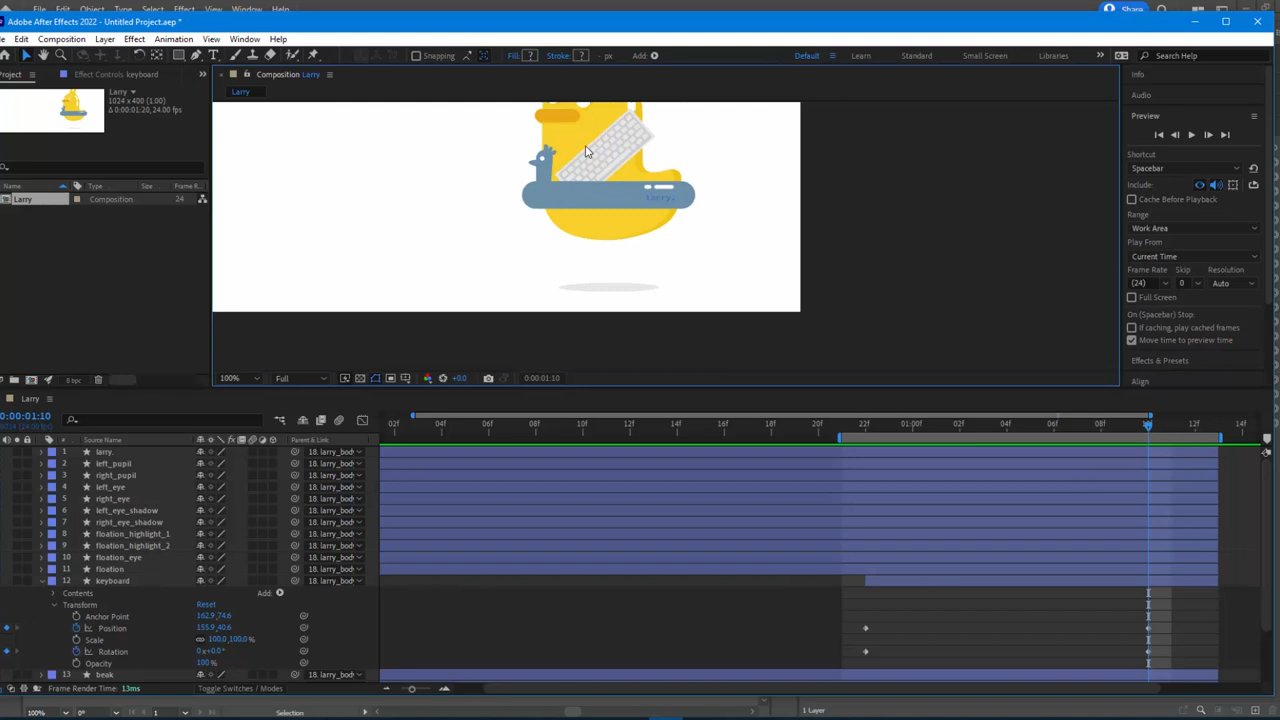 Adobe After Effects 2022 - Untitled Project.aep *
Share
Edit Composition Layer Effect Animation View Window Help
Snapping Fill: ? Stroke: ? - px Add: Default Learn Standard Small Screen Libraries Search Help
Project Effect Controls keyboard Composition Larry
Larry
1024 x 400 (1.00)
Δ 0:00:01:20, 24.00 fps
Larry
Name Type Size Frame R..
Larry Composition 24
larry.
8 bpc
100% Full +0.0 0:00:01:10
Info
Audio
Preview
Shortcut
Spacebar
Include:
Cache Before Playback
Range
Work Area
Play From
Current Time
Frame Rate Skip Resolution
(24) 0 Auto
Full Screen
On (Spacebar) Stop:
If caching, play cached frames
Move time to preview time
Effects & Presets
Align
Larry
0:00:01:10
# Source Name Parent & Link
02f 04f 06f 08f 10f 12f 14f 16f 18f 20f 22f 01:00f 02f 04f 06f 08f 12f 14f
1 larry. 18. larry_bod
2 left_pupil 18. larry_bod
3 right_pupil 18. larry_bod
4 left_eye 18. larry_bod
5 right_eye 18. larry_bod
6 left_eye_shadow 18. larry_bod
7 right_eye_shadow 18. larry_bod
8 floation_highlight_1 18. larry_bod
9 floation_highlight_2 18. larry_bod
10 floation_eye 18. larry_bod
11 floation 18. larry_bod
12 keyboard 18. larry_bod
Contents Add:
Transform Reset
Anchor Point 162.9,74.6
Position 155.9,40.6
Scale 100.0,100.0%
Rotation 0x+0.0°
Opacity 100%
13 beak 18. larry_bod
Frame Render Time: 13ms Toggle Switches / Modes
100% 0° 1 Selection 1 Layer